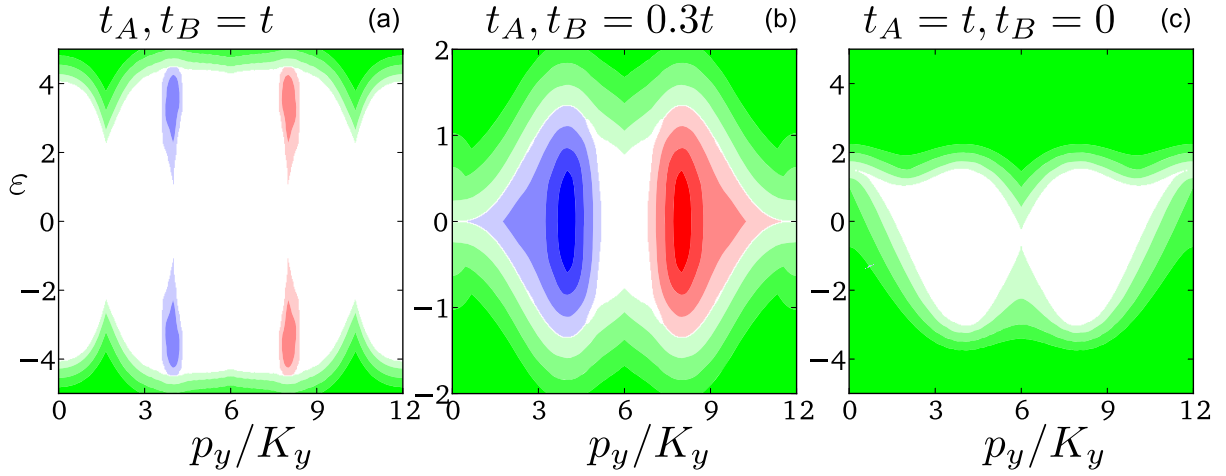 t_A, t_B = t (a)
t_A, t_B = 0.3t (b)
t_A = t, t_B = 0 (c)
ε
4
2
0
−2
−4
0 3 6 9 12
p_y/K_y
2
1
0
−1
−2
0 3 6 9 12
p_y/K_y
4
2
0
−2
−4
0 3 6 9 12
p_y/K_y